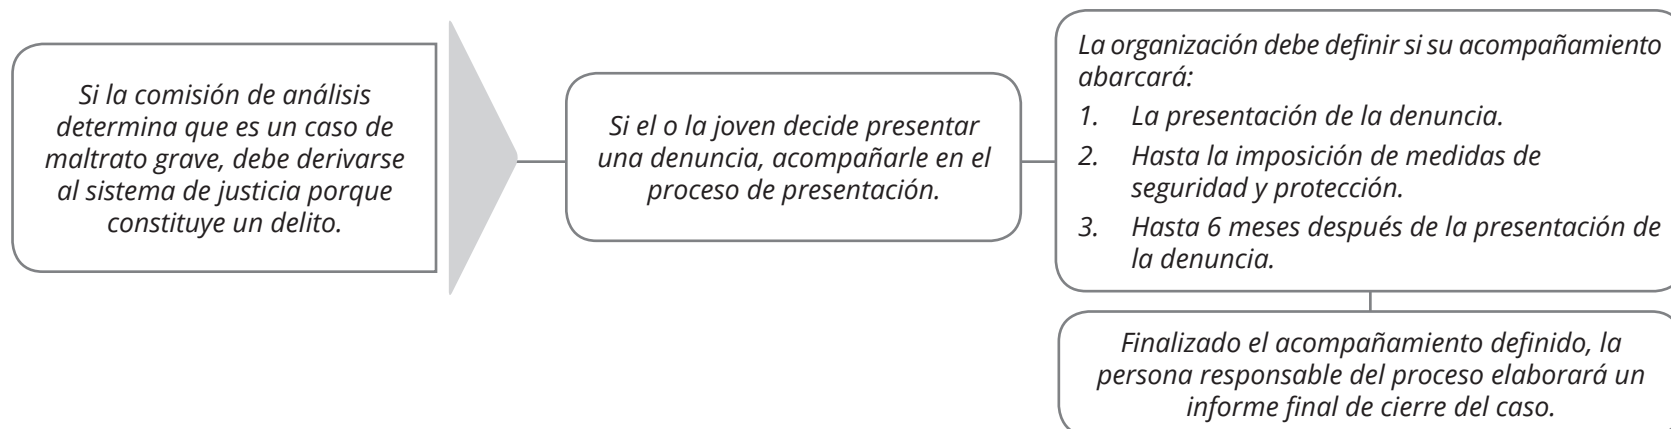 Si la comisión de análisis
determina que es un caso de
maltrato grave, debe derivarse
al sistema de justicia porque
constituye un delito.
Si el o la joven decide presentar
una denuncia, acompañarle en el
proceso de presentación.
La organización debe definir si su acompañamiento
abarcará:
1. La presentación de la denuncia.
2. Hasta la imposición de medidas de
seguridad y protección.
3. Hasta 6 meses después de la presentación de
la denuncia.
Finalizado el acompañamiento definido, la
persona responsable del proceso elaborará un
informe final de cierre del caso.